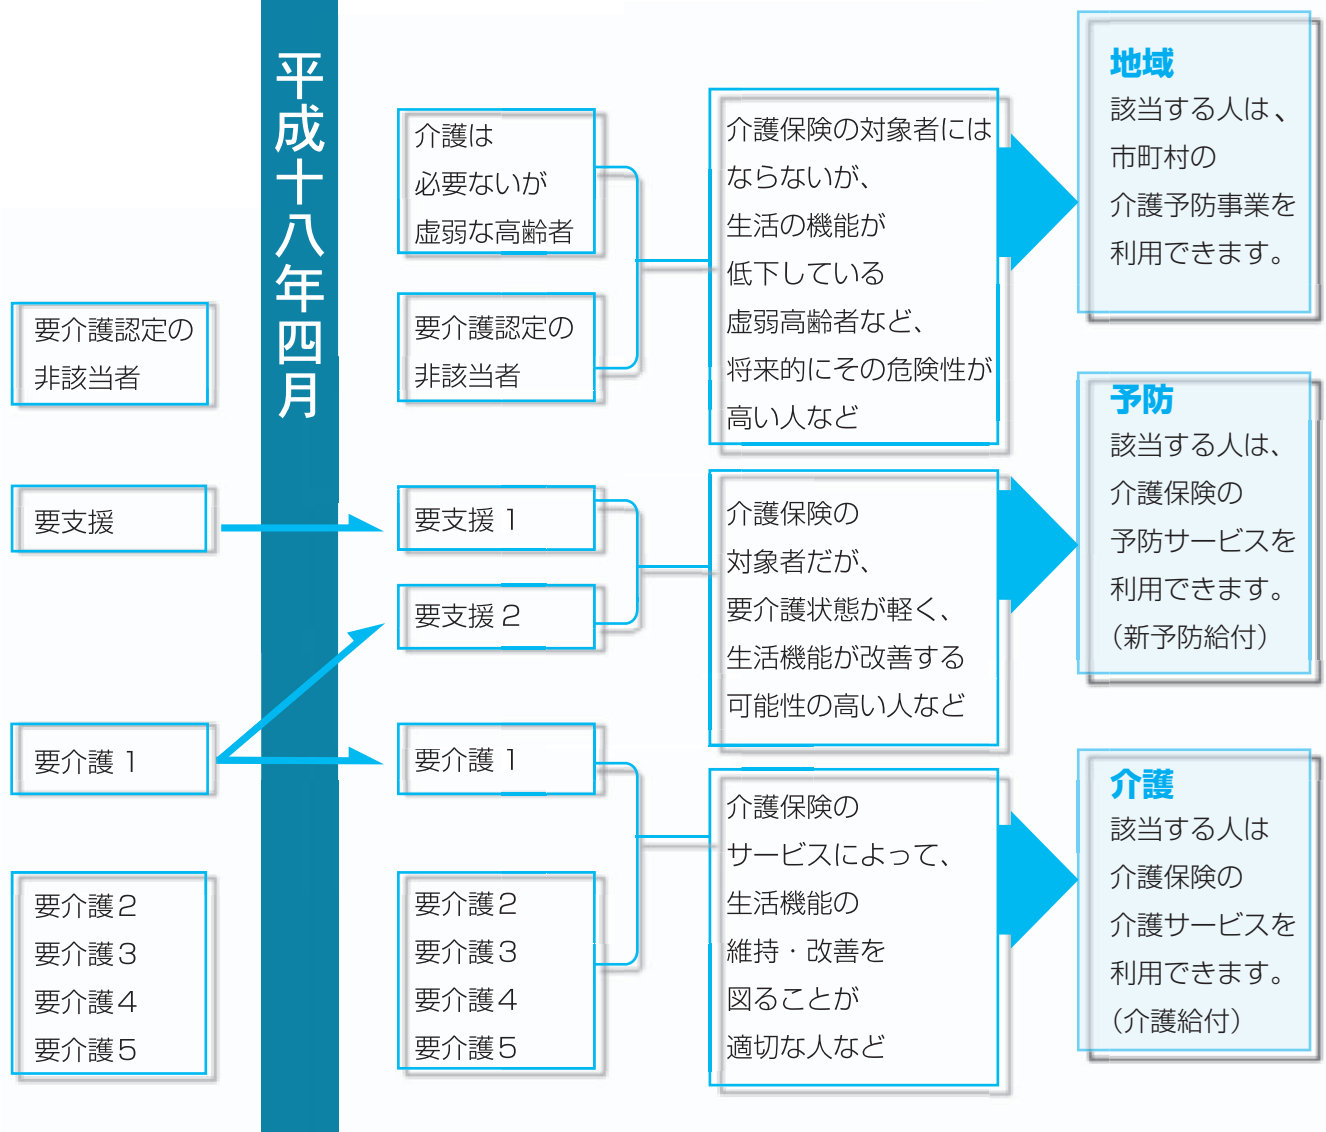 要介護認定の
非該当者
要支援
要介護１
要介護２
要介護３
要介護４
要介護５
平成十八年四月
介護は
必要ないが
虚弱な高齢者
要介護認定の
非該当者
要支援１
要支援２
要介護１
要介護２
要介護３
要介護４
要介護５
介護保険の対象者には
ならないが、
生活の機能が
低下している
虚弱高齢者など、
将来的にその危険性が
高い人など
介護保険の
対象者だが、
要介護状態が軽く、
生活機能が改善する
可能性の高い人など
介護保険の
サービスによって、
生活機能の
維持・改善を
図ることが
適切な人など
地域
該当する人は、
市町村の
介護予防事業を
利用できます。
予防
該当する人は、
介護保険の
予防サービスを
利用できます。
（新予防給付）
介護
該当する人は
介護保険の
介護サービスを
利用できます。
（介護給付）